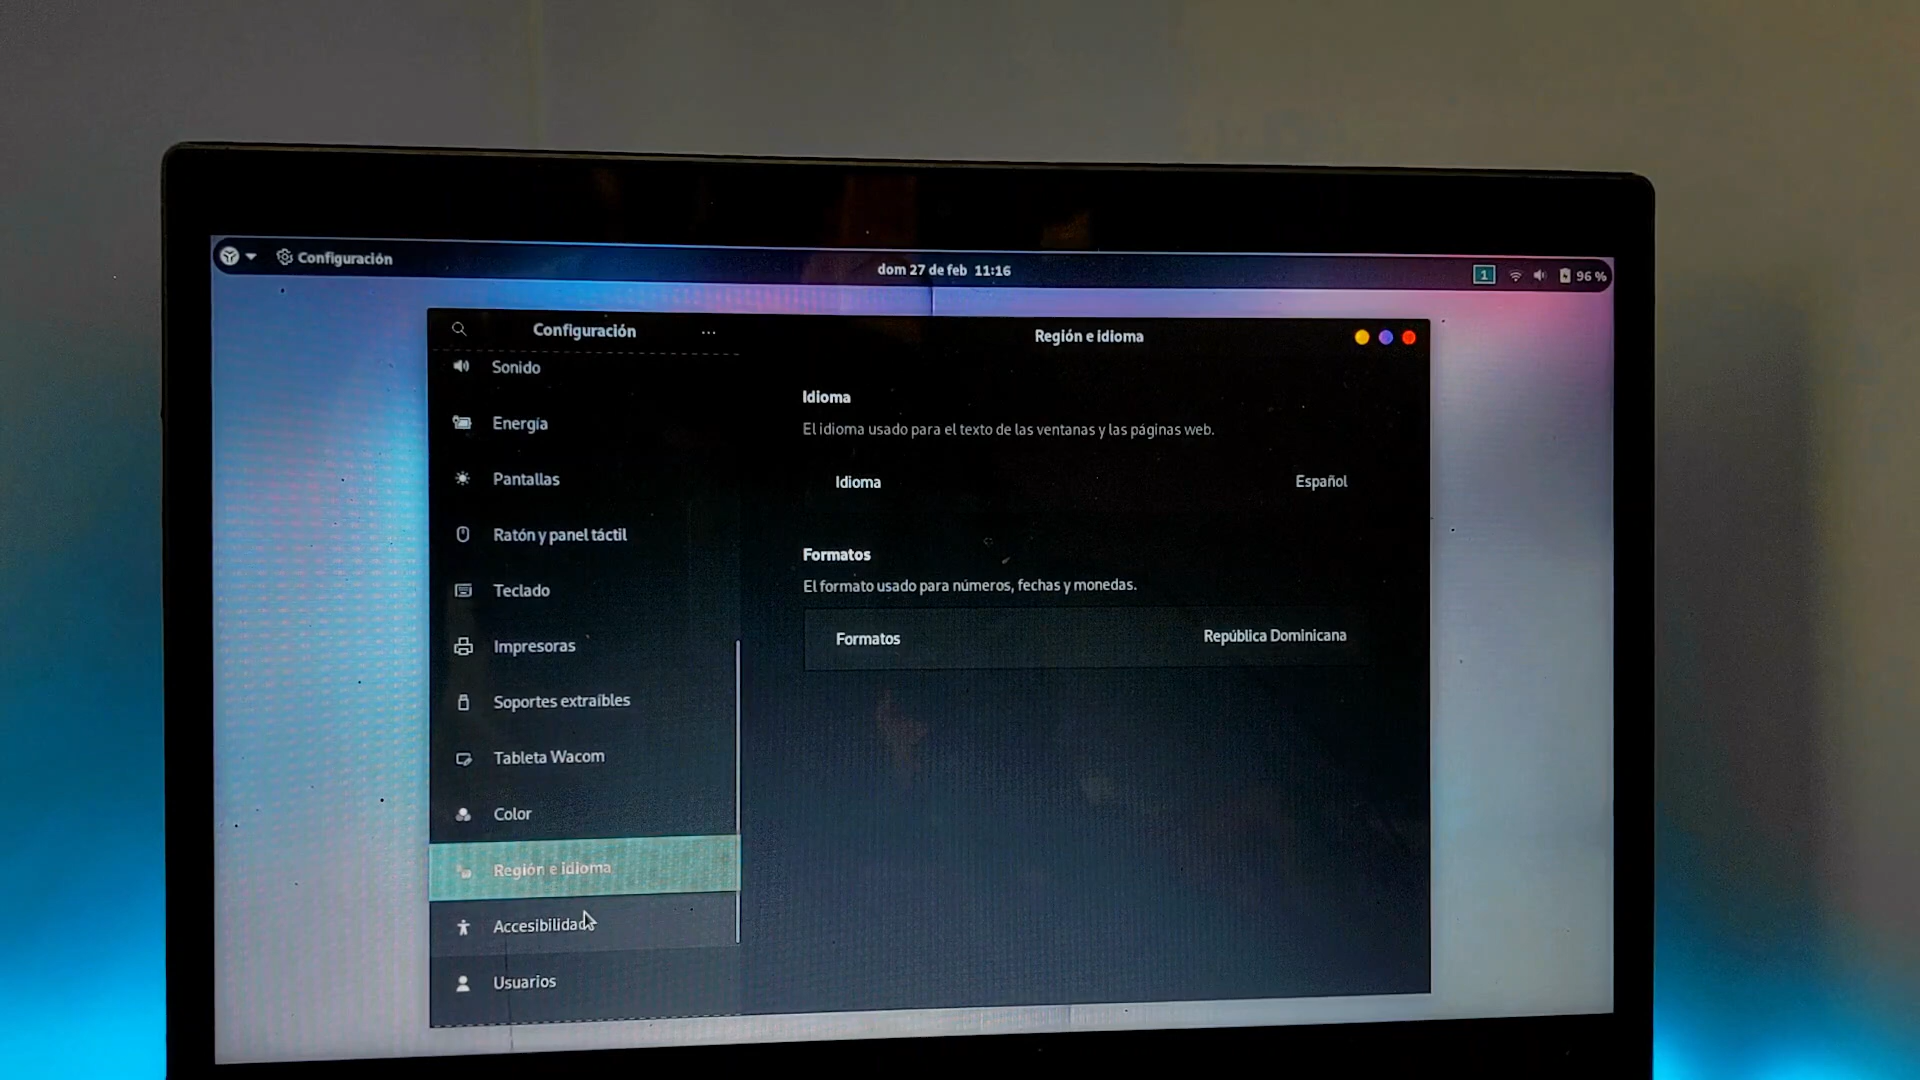 Configuración
dom 27 de feb 11:16
1
96 %
Configuración
Región e idioma
Sonido
Energía
Pantallas
Ratón y panel táctil
Teclado
Impresoras
Soportes extraíbles
Tableta Wacom
Color
Región e idioma
Accesibilidad
Usuarios
Idioma
El idioma usado para el texto de las ventanas y las páginas web.
Idioma Español
Formatos
El formato usado para números, fechas y monedas.
Formatos República Dominicana